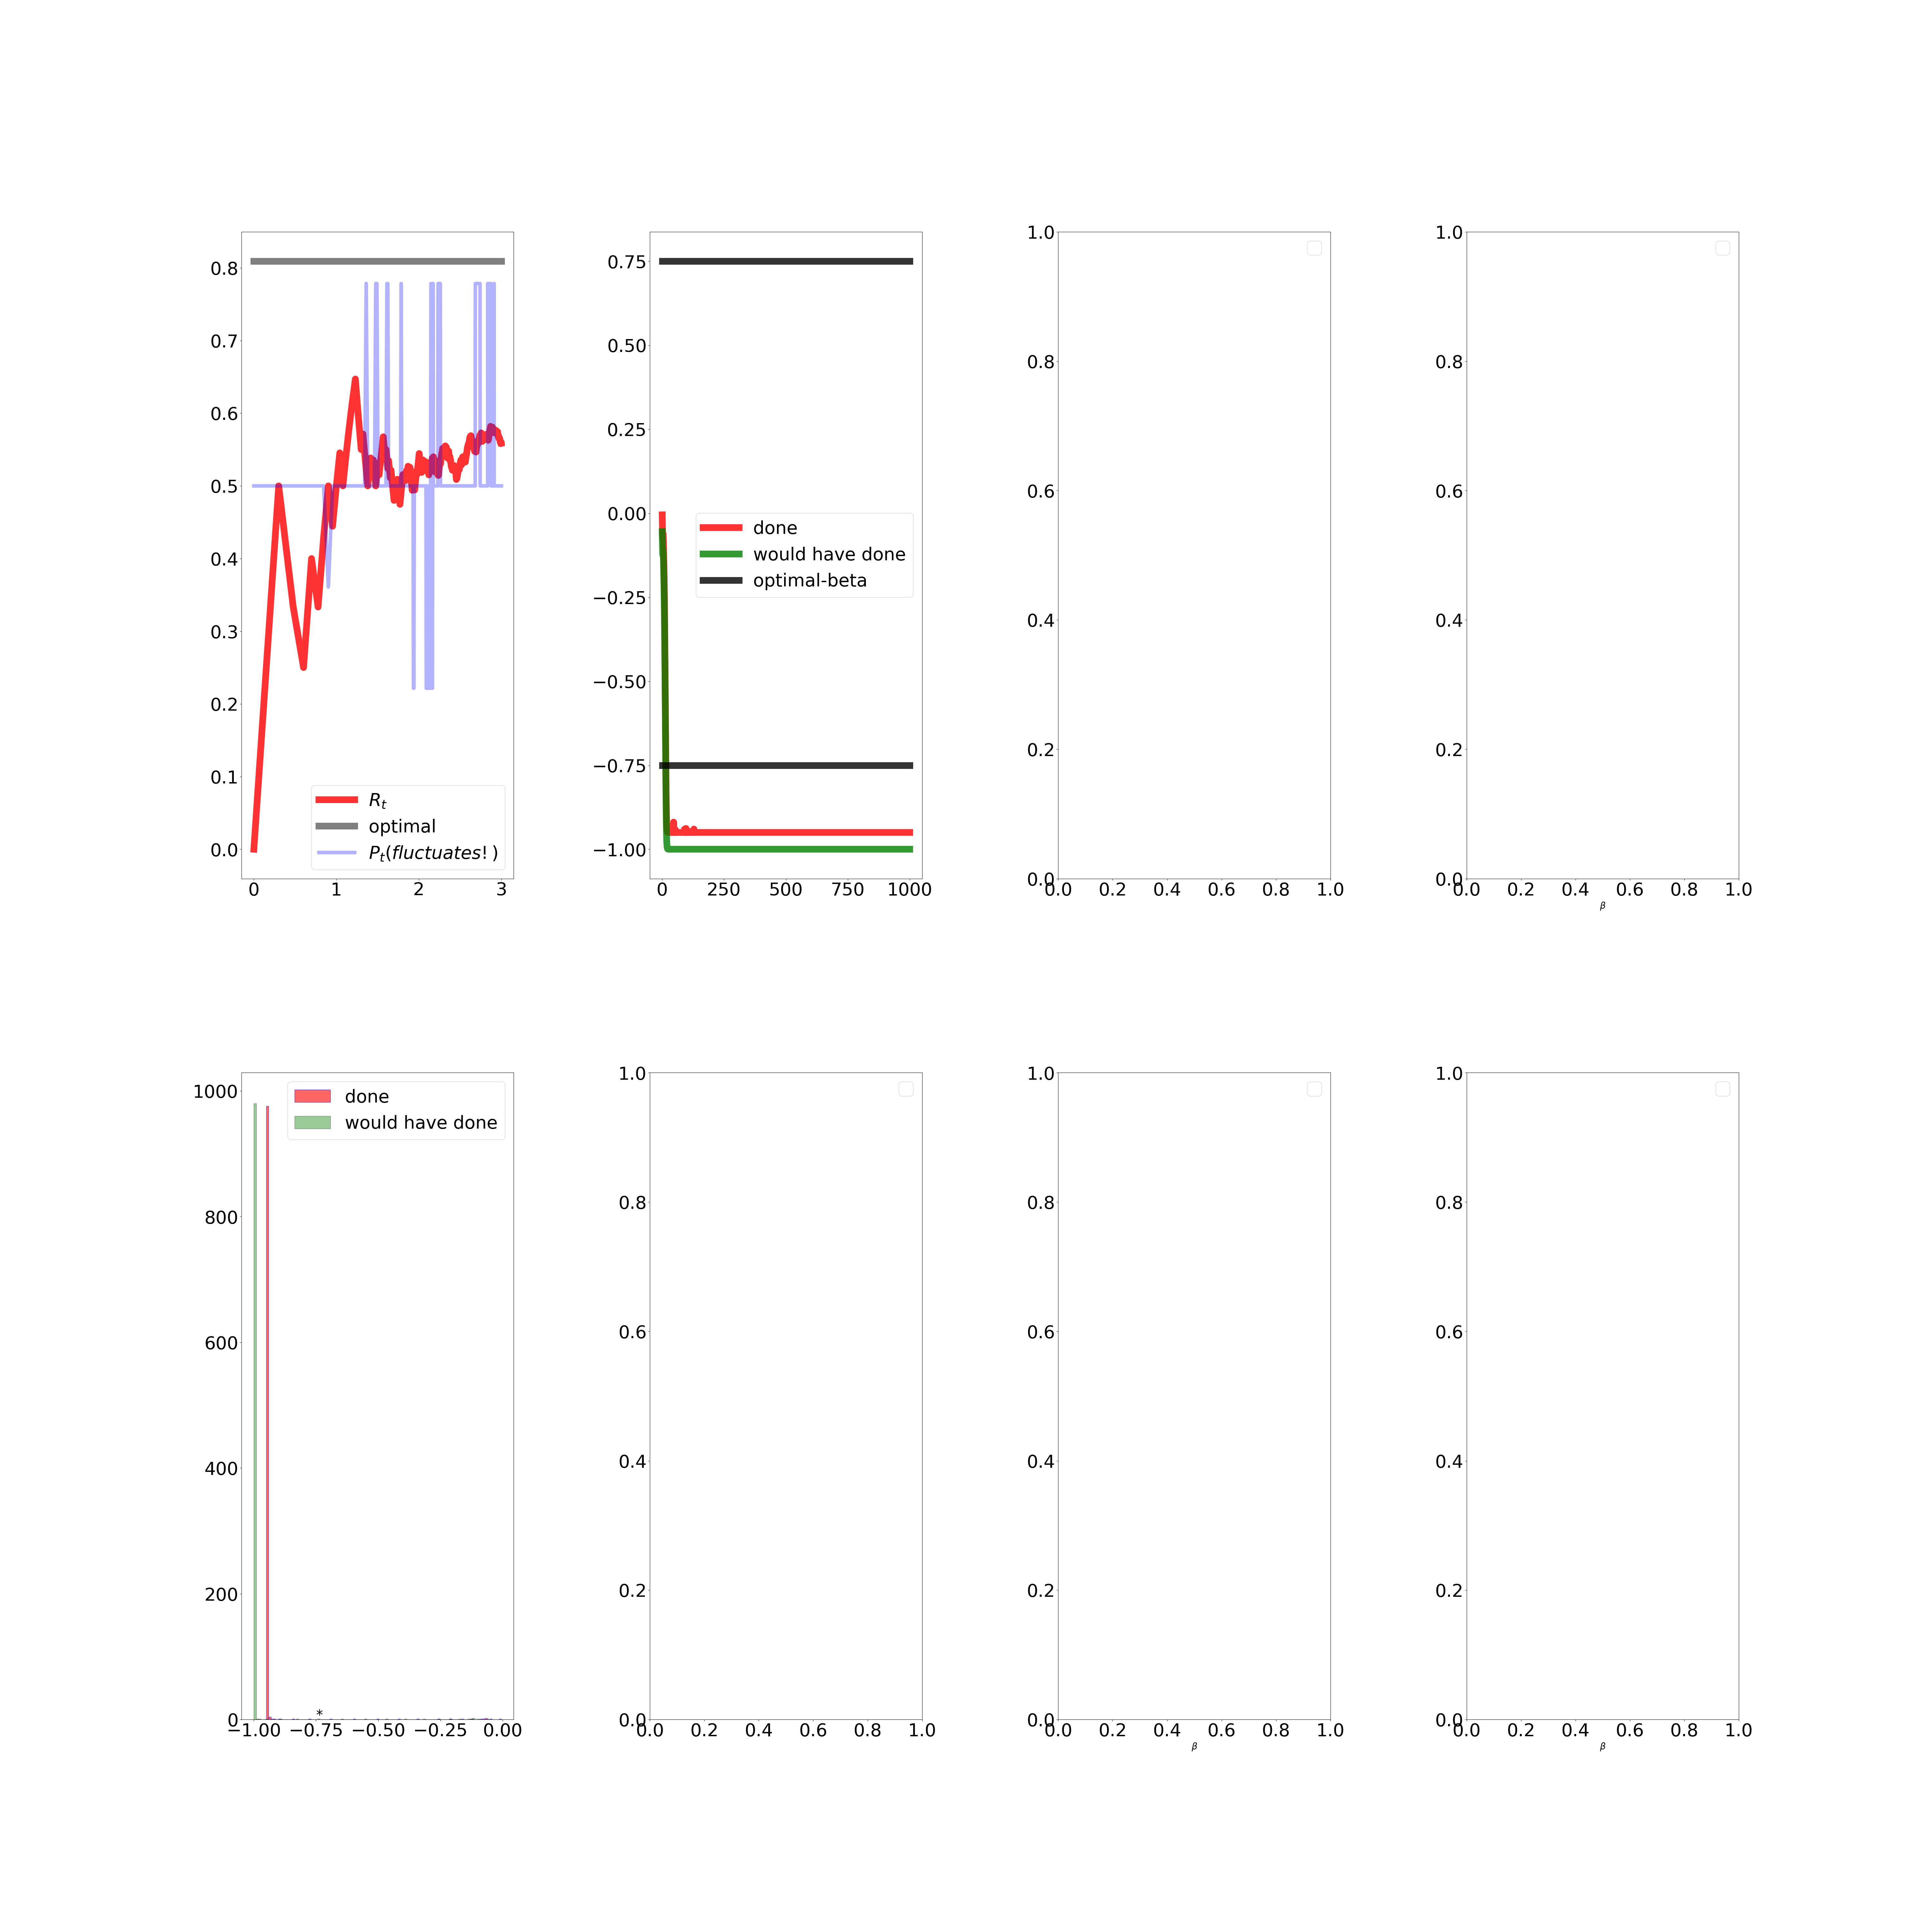 0.8
0.7
0.6
0.5
0.4
0.3
0.2
0.1
0.0
0 1 2 3
R_t
optimal
P_t(fluctuates!)
0.75
0.50
0.25
0.00
−0.25
−0.50
−0.75
−1.00
0 250 500 750 1000
done
would have done
optimal-beta
1.0
0.8
0.6
0.4
0.2
0.0
0.0 0.2 0.4 0.6 0.8 1.0
1.0
0.8
0.6
0.4
0.2
0.0
0.0 0.2 0.4 0.6 0.8 1.0
β
1000
800
600
400
200
0
−1.00 −0.75 −0.50 −0.25 0.00
done
would have done
*
1.0
0.8
0.6
0.4
0.2
0.0
0.0 0.2 0.4 0.6 0.8 1.0
1.0
0.8
0.6
0.4
0.2
0.0
0.0 0.2 0.4 0.6 0.8 1.0
β
1.0
0.8
0.6
0.4
0.2
0.0
0.0 0.2 0.4 0.6 0.8 1.0
β